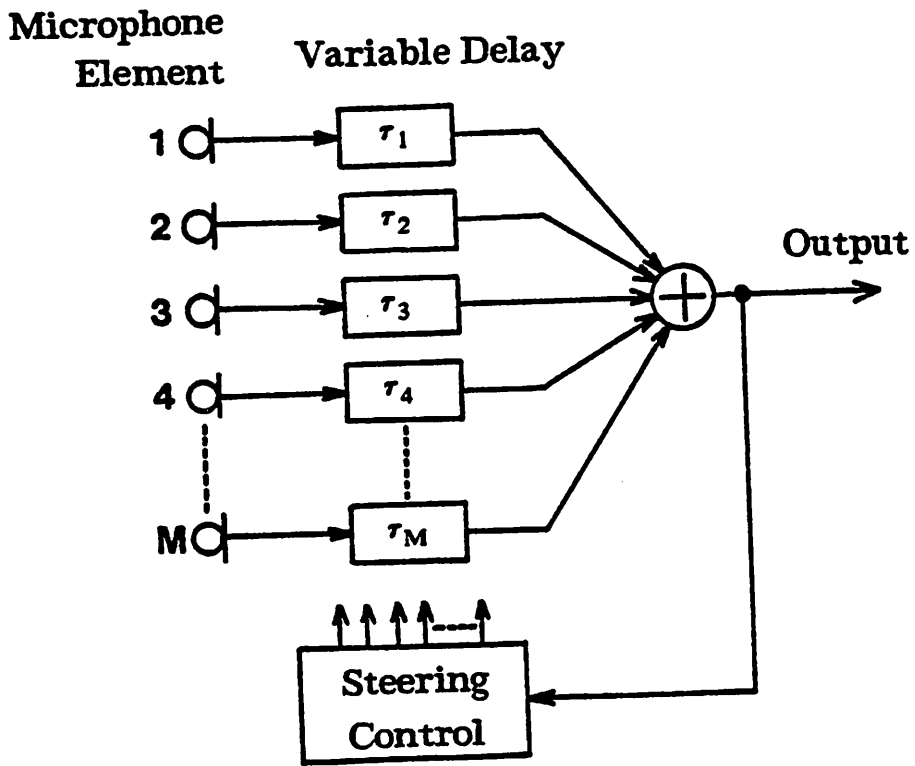 Microphone
Element
Variable Delay
1
τ1
2
τ2
3
τ3
4
τ4
M
τM
Output
Steering
Control